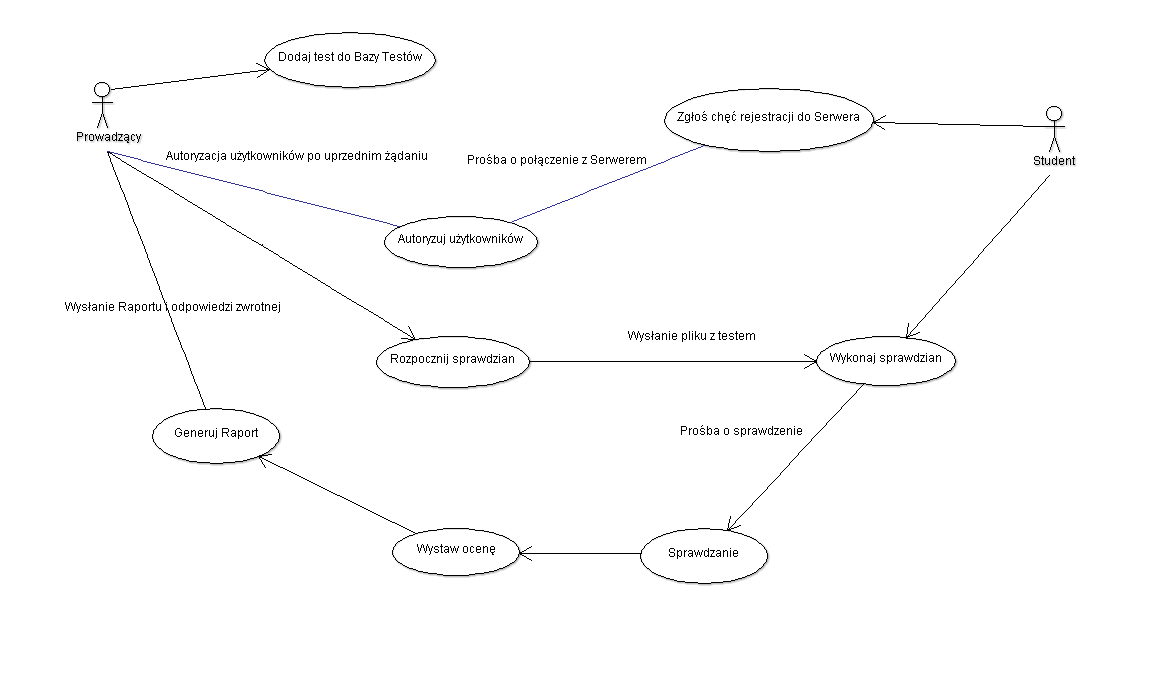 Dodaj test do Bazy Testów
Zgłoś chęć rejestracji do Serwera
Prowadzący
Student
Autoryzacja użytkowników po uprzednim żądaniu
Prośba o połączenie z Serwerem
Autoryzuj użytkowników
Wysłanie Raportu i odpowiedzi zwrotnej
Wysłanie pliku z testem
Rozpocznij sprawdzian
Wykonaj sprawdzian
Generuj Raport
Prośba o sprawdzenie
Wystaw ocenę
Sprawdzanie